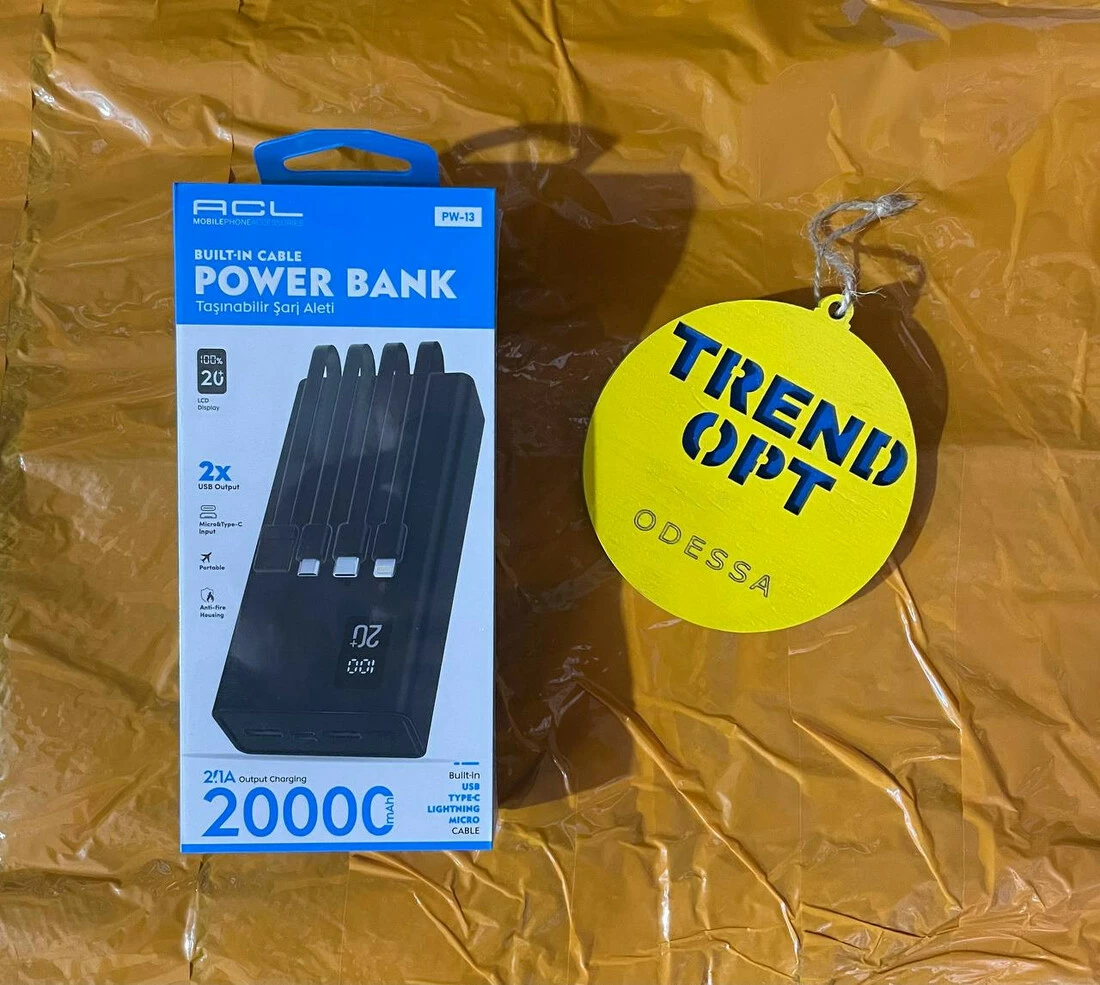 ACL
MOBILEPHONEACCESSORIES
PW-13
BUILT-IN CABLE
POWER BANK
Taşınabilir Şarj Aleti
100%
20+
LCD
Display
2x
USB Output
Micro&Type-C
Input
Portable
Anti-fire
Housing
20+
100
2.1A Output Charging
20000 mAh
Built-in
USB
TYPE-C
LIGHTNING
MICRO
CABLE
TREND
OPT
ODESSA